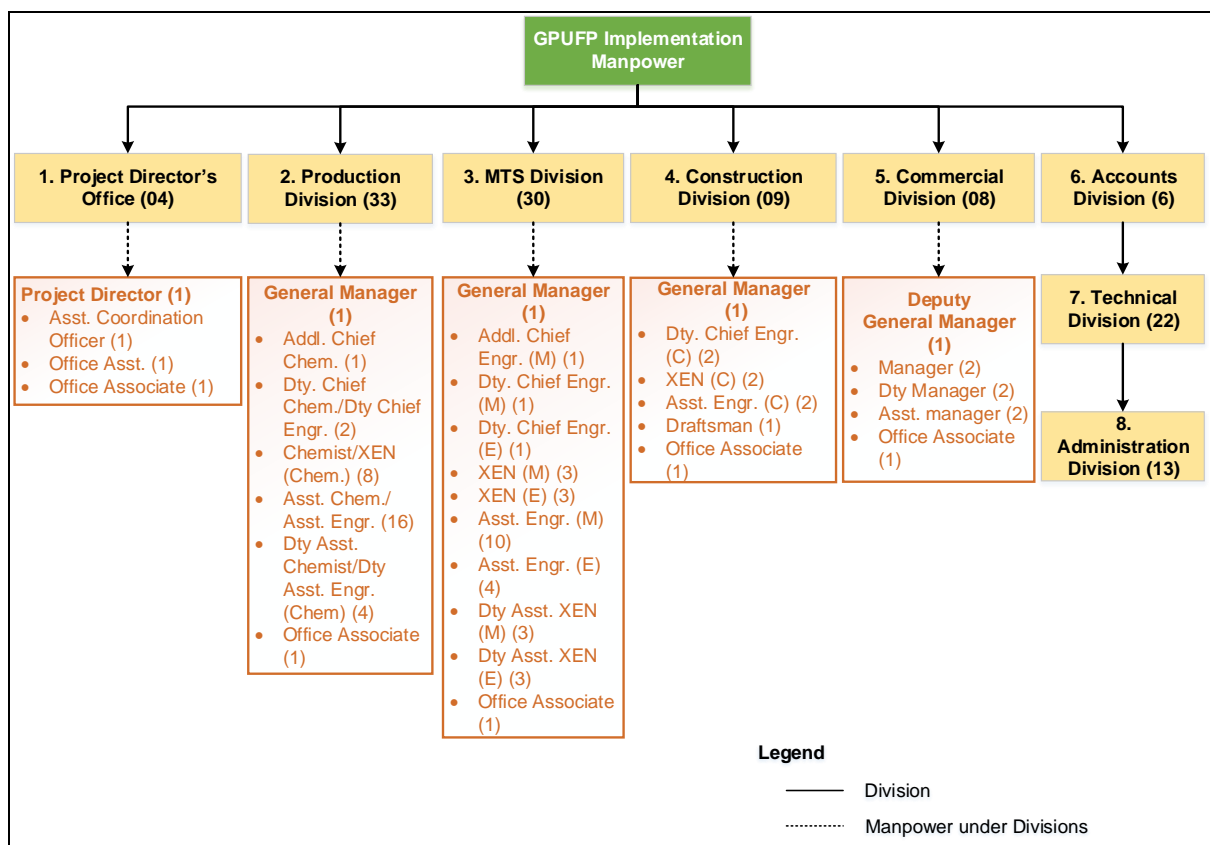 GPUFP Implementation
Manpower
1. Project Director's
Office (04)
2. Production
Division (33)
3. MTS Division
(30)
4. Construction
Division (09)
5. Commercial
Division (08)
6. Accounts
Division (6)
Project Director (1)
• Asst. Coordination
Officer (1)
• Office Asst. (1)
• Office Associate (1)
General Manager
(1)
• Addl. Chief
Chem. (1)
• Dty. Chief
Chem./Dty Chief
Engr. (2)
• Chemist/XEN
(Chem.) (8)
• Asst. Chem./
Asst. Engr. (16)
• Dty Asst.
Chemist/Dty
Asst. Engr.
(Chem) (4)
• Office Associate
(1)
General Manager
(1)
• Addl. Chief
Engr. (M) (1)
• Dty. Chief Engr.
(M) (1)
• Dty. Chief Engr.
(E) (1)
• XEN (M) (3)
• XEN (E) (3)
• Asst. Engr. (M)
(10)
• Asst. Engr. (E)
(4)
• Dty Asst. XEN
(M) (3)
• Dty Asst. XEN
(E) (3)
• Office Associate
(1)
General Manager
(1)
• Dty. Chief Engr.
(C) (2)
• XEN (C) (2)
• Asst. Engr. (C) (2)
• Draftsman (1)
• Office Associate
(1)
Deputy
General Manager
(1)
• Manager (2)
• Dty Manager (2)
• Asst. manager (2)
• Office Associate
(1)
7. Technical
Division (22)
8.
Administration
Division (13)
Legend
Division
Manpower under Divisions